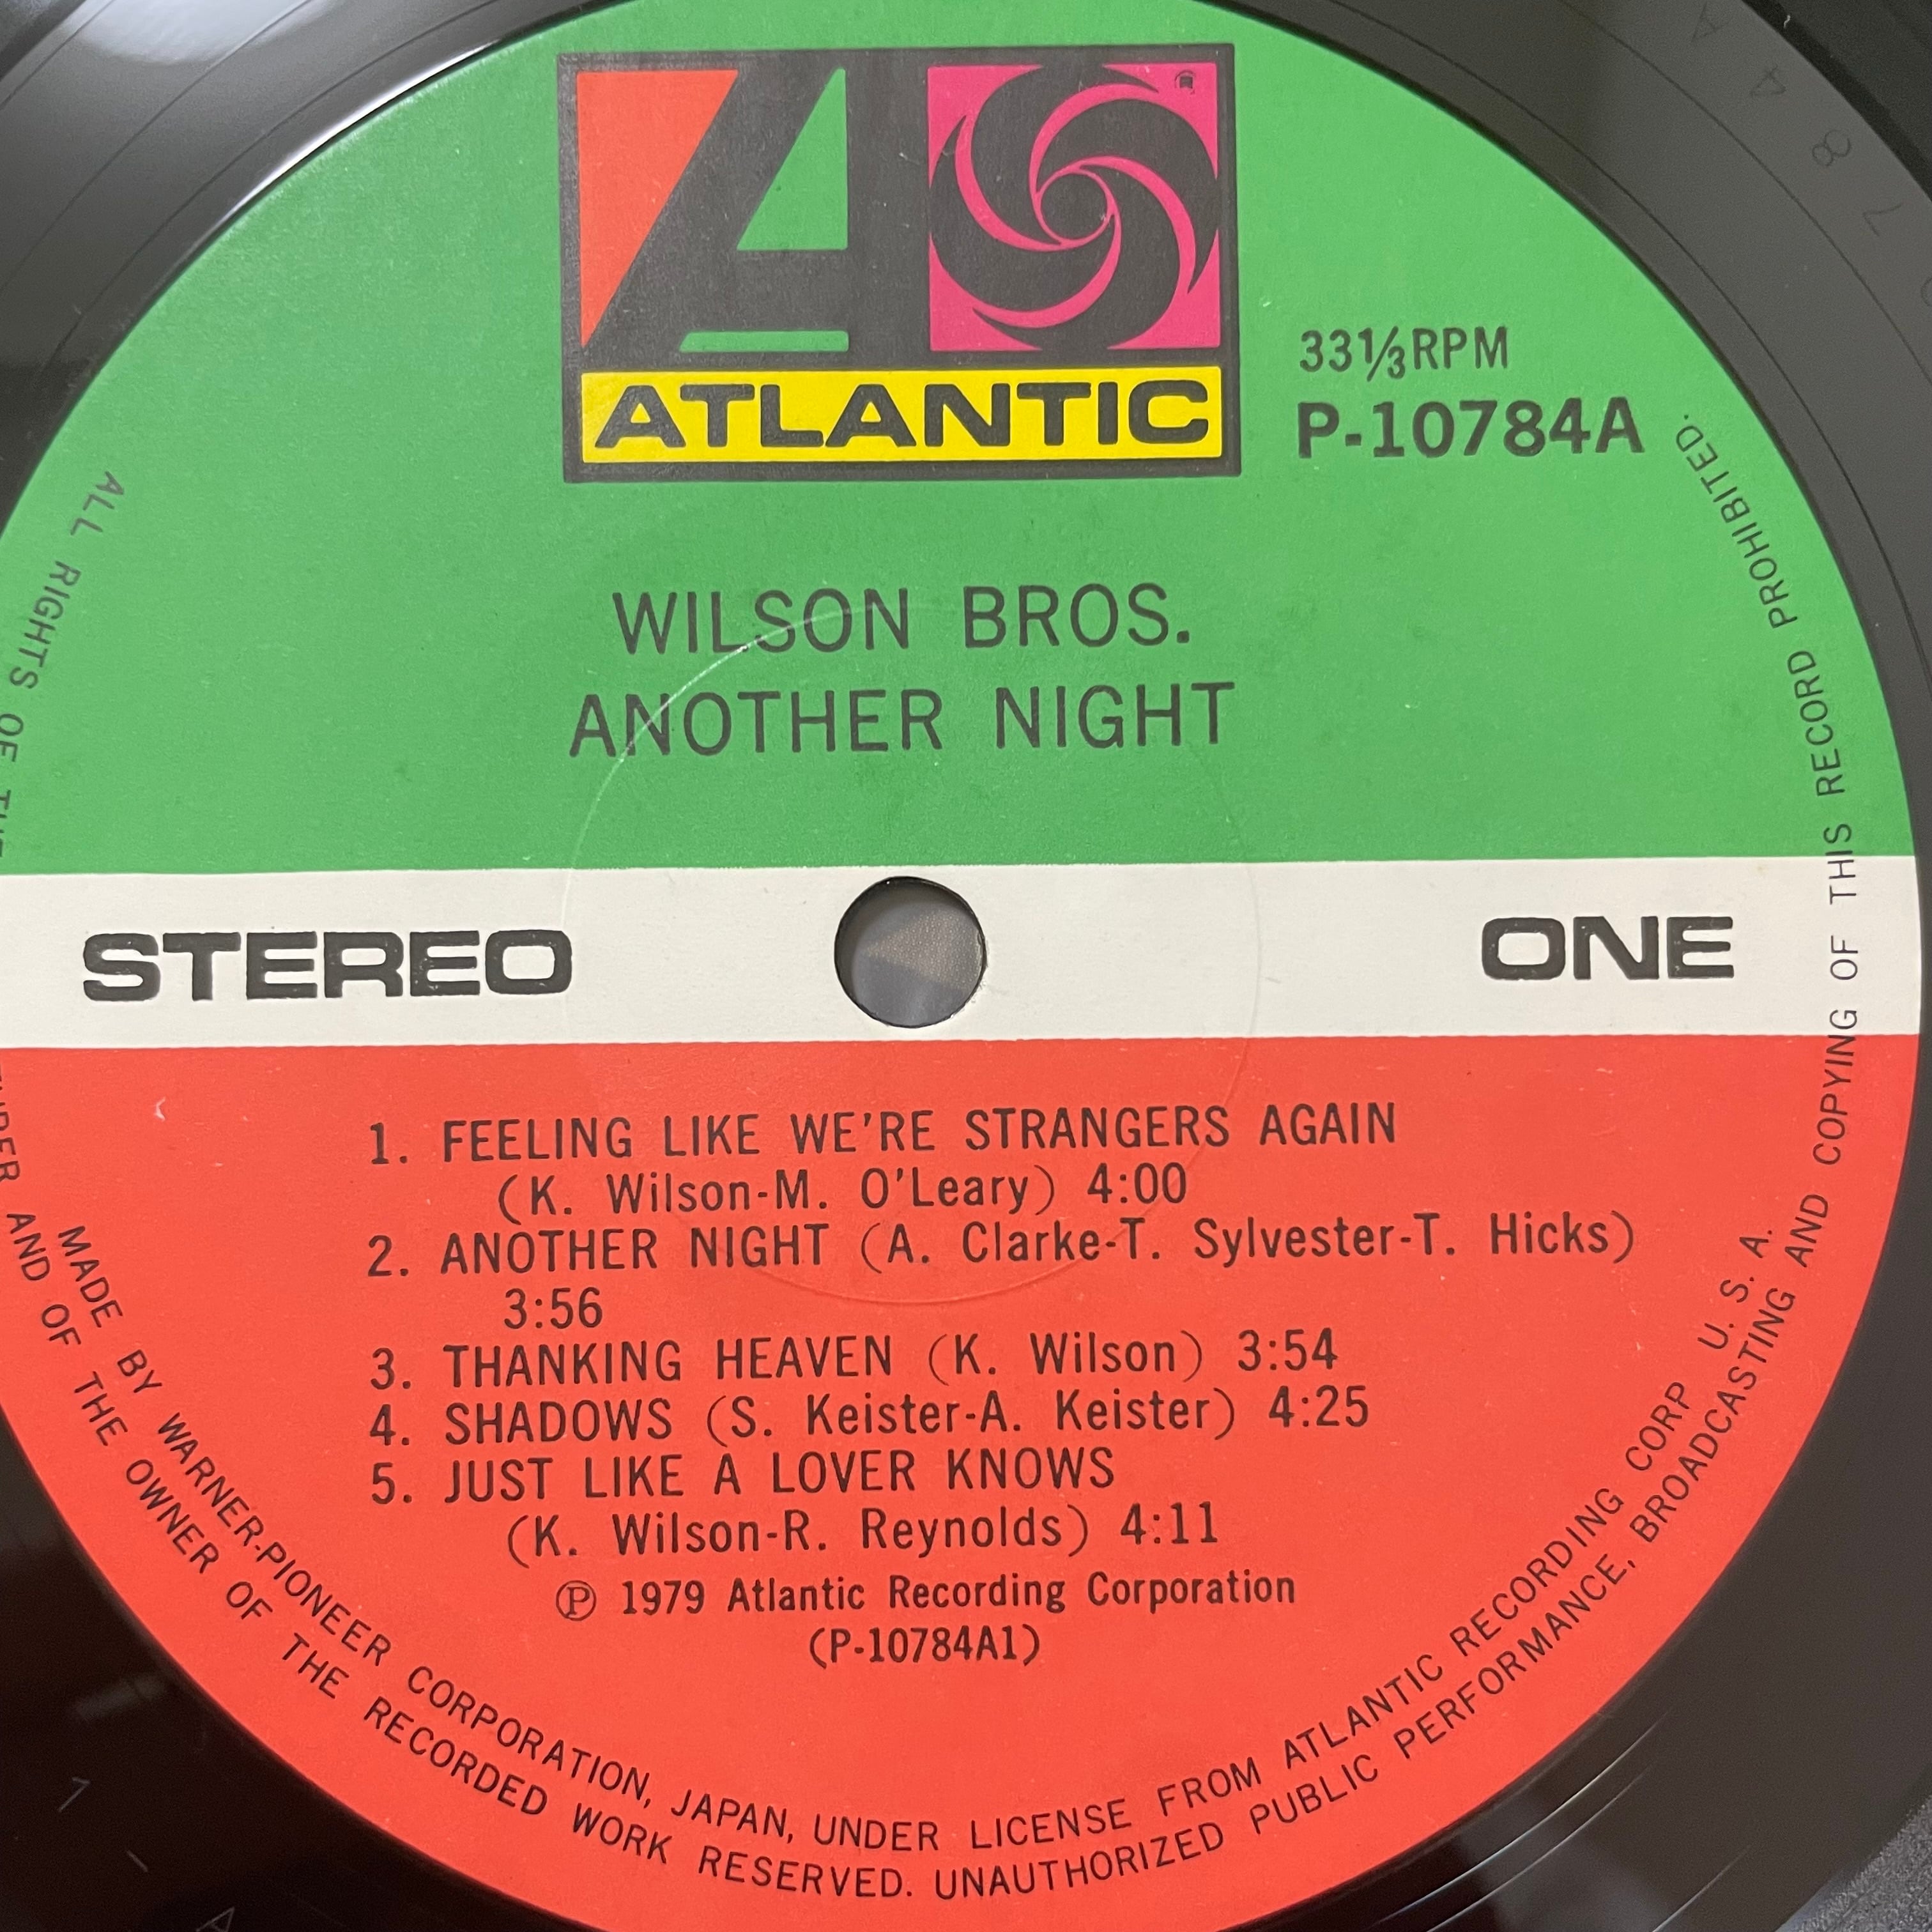 ATLANTIC
33⅓RPM
P-10784A
WILSON BROS.
ANOTHER NIGHT
STEREO
ONE
1. FEELING LIKE WE'RE STRANGERS AGAIN
(K. Wilson-M. O'Leary) 4:00
2. ANOTHER NIGHT (A. Clarke-T. Sylvester-T. Hicks)
3:56
3. THANKING HEAVEN (K. Wilson) 3:54
4. SHADOWS (S. Keister-A. Keister) 4:25
5. JUST LIKE A LOVER KNOWS
(K. Wilson-R. Reynolds) 4:11
Ⓟ 1979 Atlantic Recording Corporation
(P-10784A1)
MADE BY WARNER-PIONEER CORPORATION, JAPAN, UNDER LICENSE FROM ATLANTIC RECORDING CORP U. S. A.
ALL RIGHTS OF THE AND OF THE OWNER OF THE RECORDED WORK RESERVED. UNAUTHORIZED PUBLIC PERFORMANCE, BROADCASTING AND COPYING OF THIS RECORD PROHIBITED.
7 8 4 A